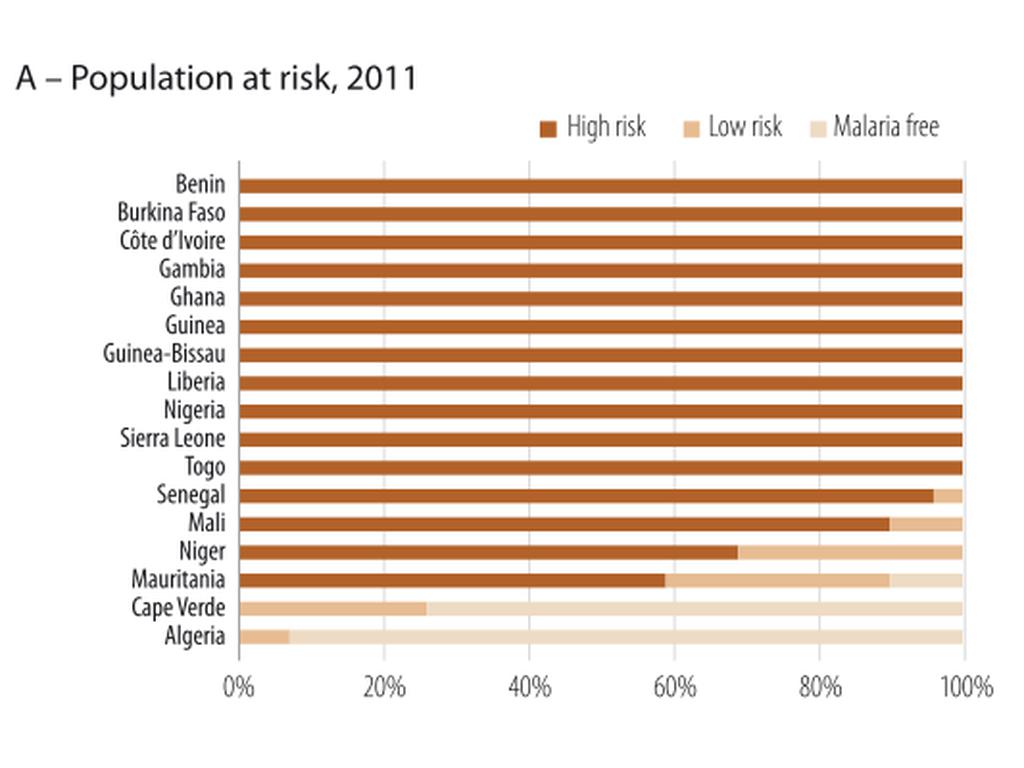 A – Population at risk, 2011
High risk Low risk Malaria free
Benin
Burkina Faso
Côte d’Ivoire
Gambia
Ghana
Guinea
Guinea-Bissau
Liberia
Nigeria
Sierra Leone
Togo
Senegal
Mali
Niger
Mauritania
Cape Verde
Algeria
0% 20% 40% 60% 80% 100%